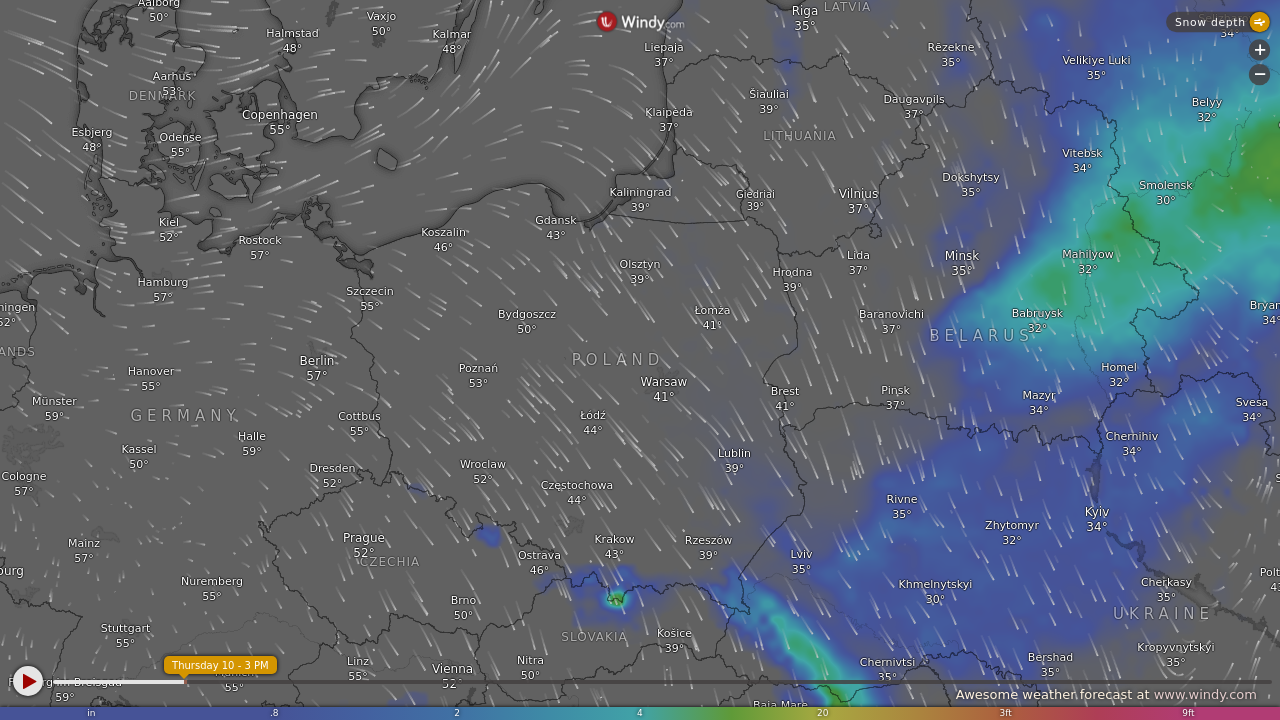 Aalborg
50°
Vaxjo
50°
Halmstad
48°
Kalmar
48°
Windy.com
Riga
35°
LATVIA
Snow depth
34°
Liepaja
37°
Rēzekne
35°
Velikiye Luki
35°
Aarhus
53°
DENMARK
Copenhagen
55°
Šiauliai
39°
Daugavpils
37°
Belyy
32°
Klaipėda
37°
Esbjerg
48°
Odense
55°
LITHUANIA
Vitebsk
34°
Dokshytsy
35°
Smolensk
30°
Kaliningrad
39°
Giedriai
39°
Vilnius
37°
Kiel
52°
Rostock
57°
Koszalin
46°
Gdansk
43°
Olsztyn
39°
Hrodna
39°
Lida
37°
Minsk
35°
Mahilyow
32°
Hamburg
57°
Szczecin
55°
ningen
52°
Bydgoszcz
50°
Łomża
41°
Baranovichi
37°
Babruysk
32°
Bryan
34°
BELARUS
ANDS
Hanover
55°
Berlin
57°
Poznań
53°
POLAND
Warsaw
41°
Brest
41°
Pinsk
37°
Homel
32°
Mazyr
34°
Münster
59°
GERMANY
Cottbus
55°
Łódź
44°
Svesa
34°
Kassel
50°
Halle
59°
Chernihiv
34°
Cologne
57°
Dresden
52°
Wroclaw
52°
Lublin
39°
Częstochowa
44°
Rivne
35°
Kyiv
34°
Zhytomyr
32°
Mainz
57°
Prague
52°
CZECHIA
Ostrava
46°
Krakow
43°
Rzeszów
39°
Lviv
35°
ourg
Nuremberg
55°
Brno
50°
Khmelnytskyi
30°
Cherkasy
35°
Polt
UKRAINE
Stuttgart
55°
SLOVAKIA
Košice
39°
Kropyvnytskyi
35°
Thursday 10 - 3 PM
Linz
55°
Vienna
52°
Nitra
50°
Chernivtsi
35°
Bershad
35°
59°
55°
Awesome weather forecast at www.windy.com
Baia Mare
in .8 2 4 20 3ft 9ft